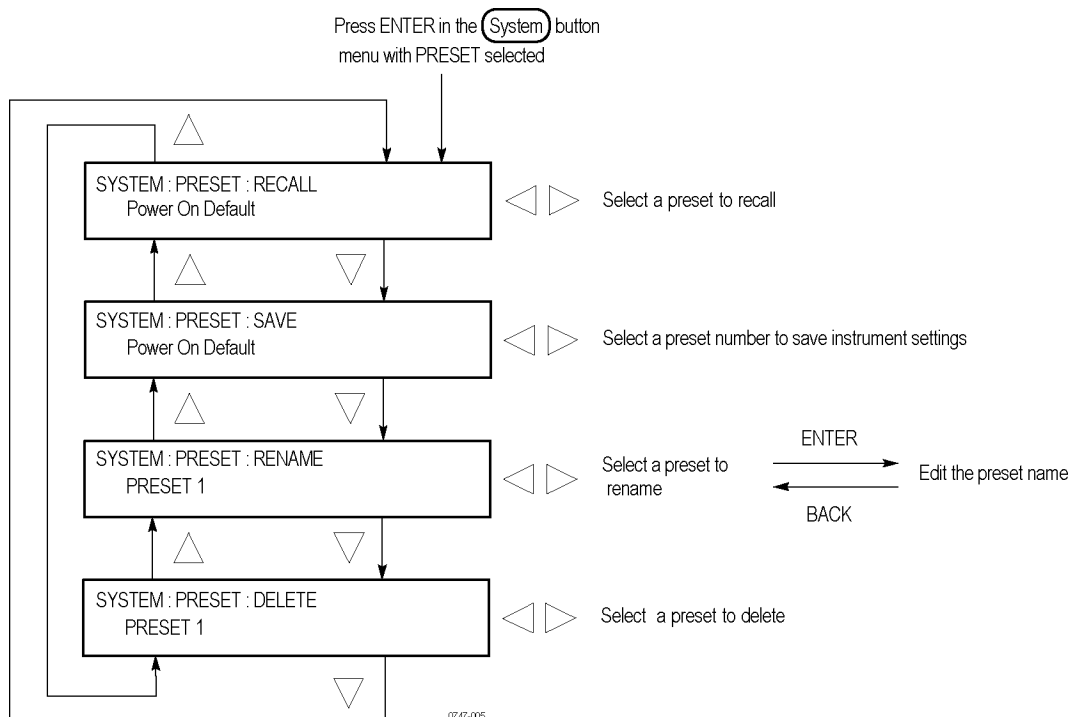 Press ENTER in the System button
menu with PRESET selected
SYSTEM : PRESET : RECALL
Power On Default
Select a preset to recall
SYSTEM : PRESET : SAVE
Power On Default
Select a preset number to save instrument settings
SYSTEM : PRESET : RENAME
PRESET 1
Select a preset to
rename
ENTER
BACK
Edit the preset name
SYSTEM : PRESET : DELETE
PRESET 1
Select a preset to delete
0747-005